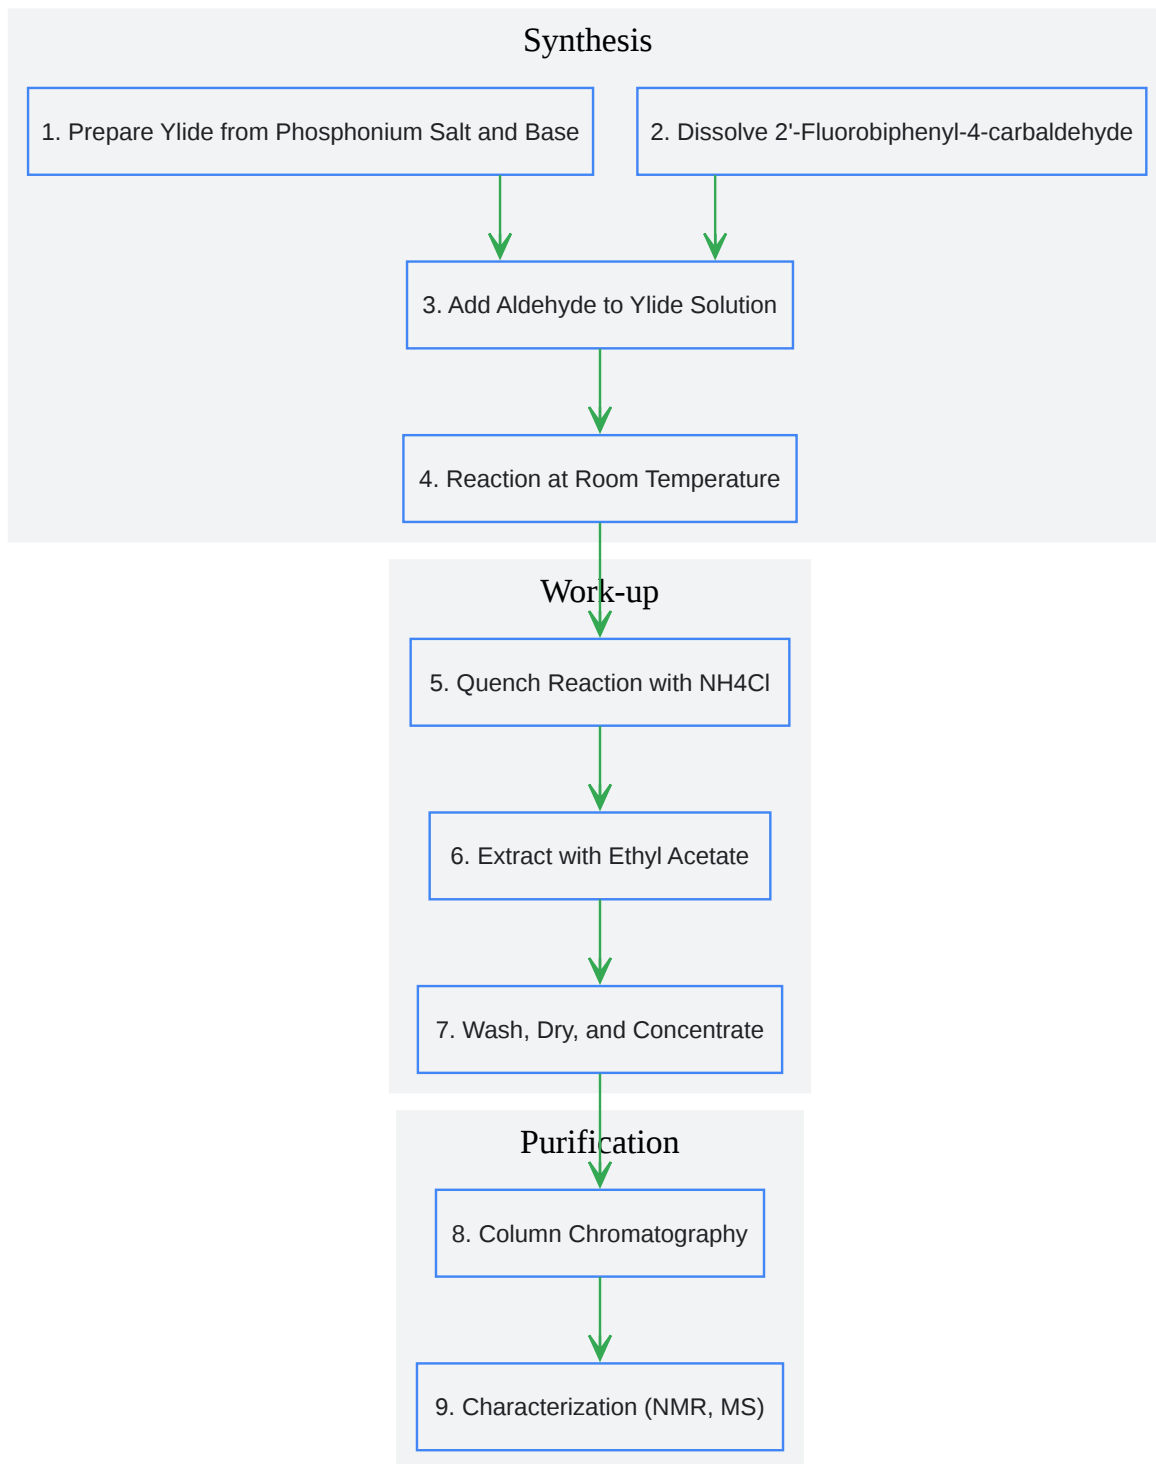 Synthesis
1. Prepare Ylide from Phosphonium Salt and Base
2. Dissolve 2'-Fluorobiphenyl-4-carbaldehyde
3. Add Aldehyde to Ylide Solution
4. Reaction at Room Temperature
Work-up
5. Quench Reaction with NH4Cl
6. Extract with Ethyl Acetate
7. Wash, Dry, and Concentrate
Purification
8. Column Chromatography
9. Characterization (NMR, MS)